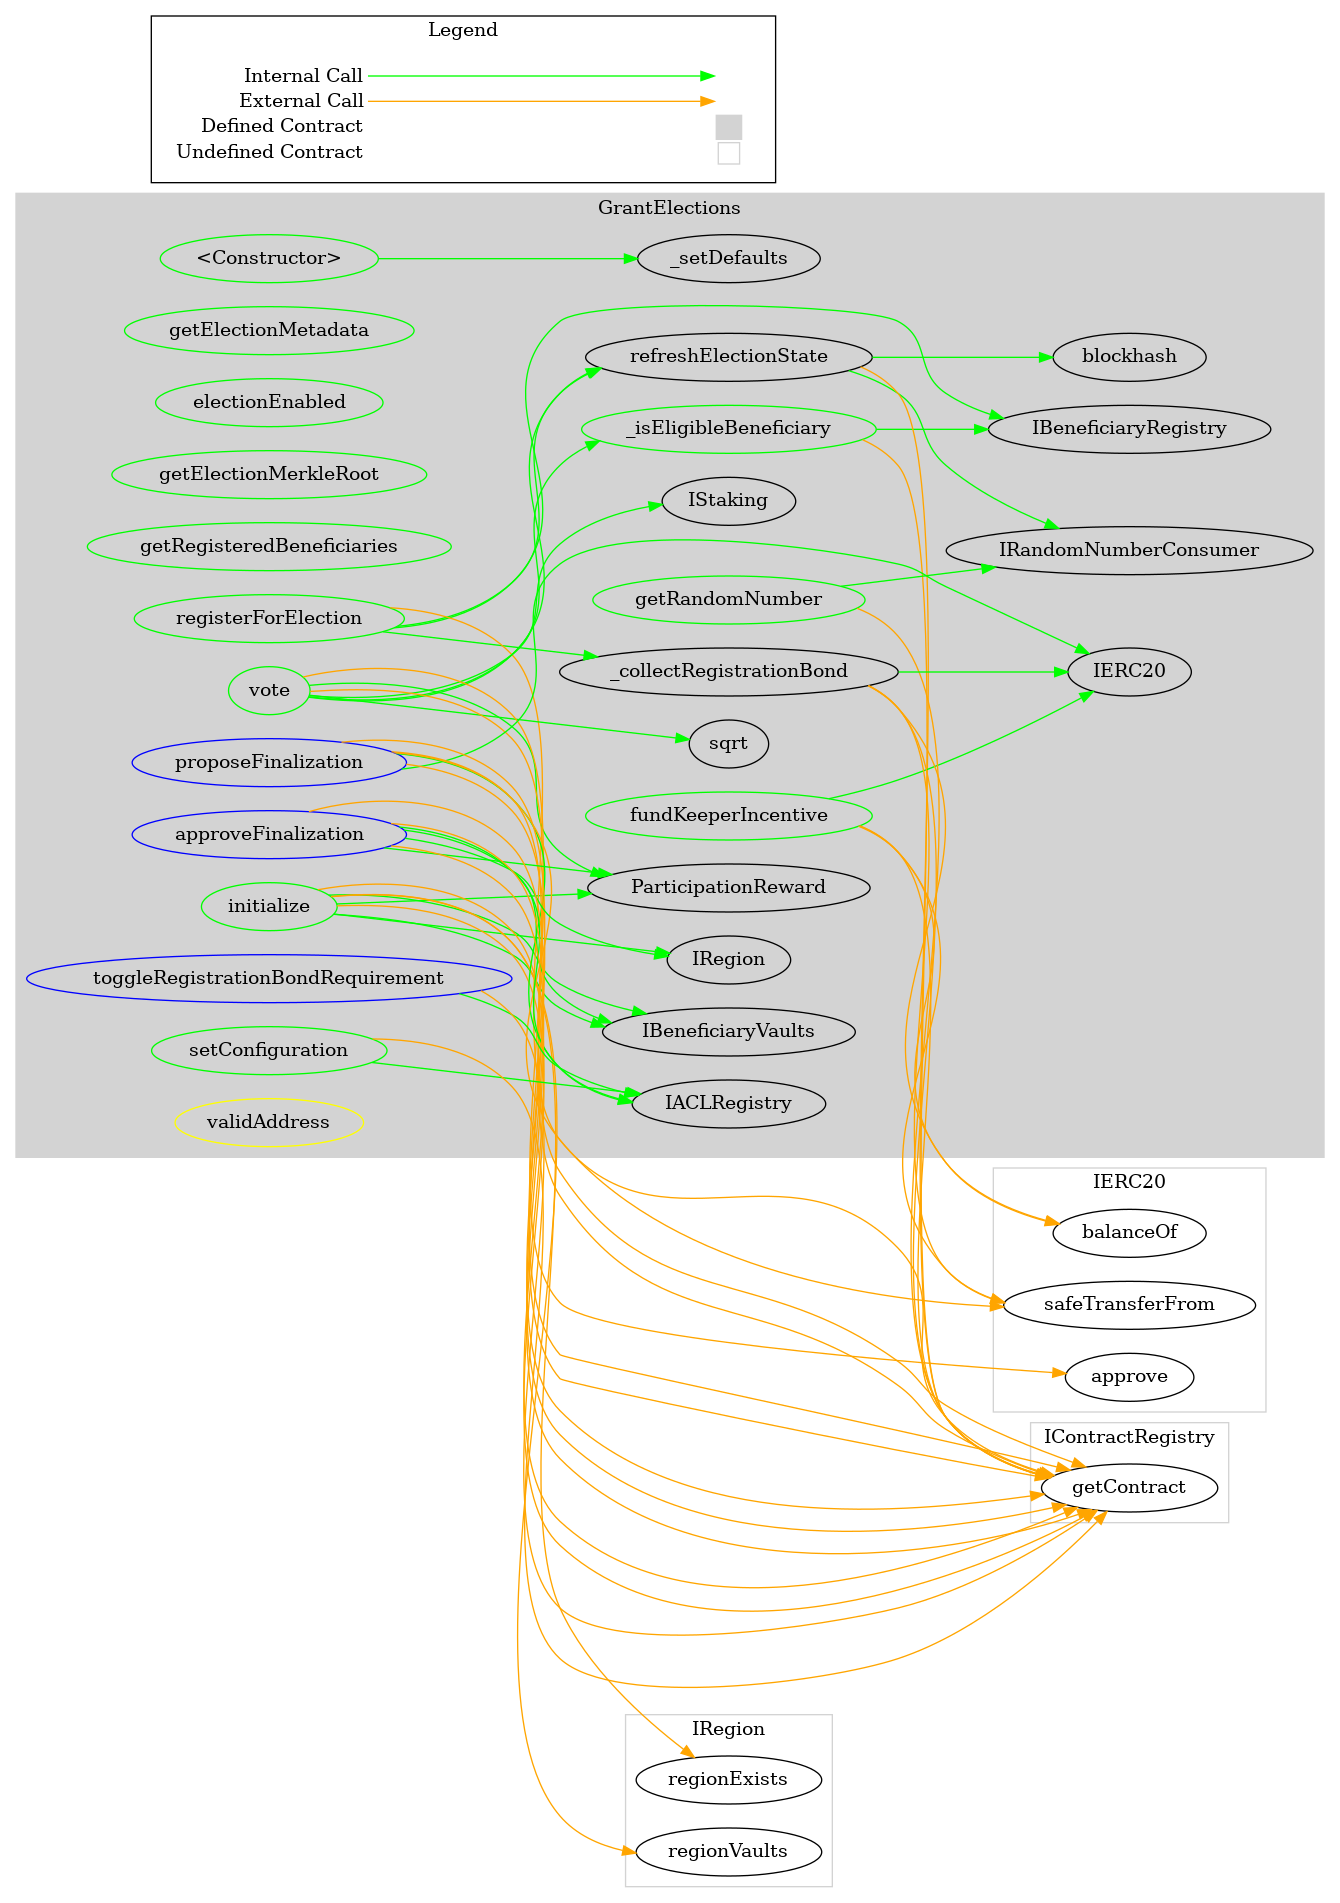 Legend
Internal Call
External Call
Defined Contract
Undefined Contract
GrantElections
<Constructor>
_setDefaults
getElectionMetadata
refreshElectionState
blockhash
electionEnabled
_isEligibleBeneficiary
IBeneficiaryRegistry
getElectionMerkleRoot
IStaking
getRegisteredBeneficiaries
IRandomNumberConsumer
registerForElection
getRandomNumber
vote
_collectRegistrationBond
IERC20
proposeFinalization
sqrt
approveFinalization
fundKeeperIncentive
initialize
ParticipationReward
toggleRegistrationBondRequirement
IRegion
setConfiguration
IBeneficiaryVaults
validAddress
IACLRegistry
IERC20
balanceOf
safeTransferFrom
approve
IContractRegistry
getContract
IRegion
regionExists
regionVaults